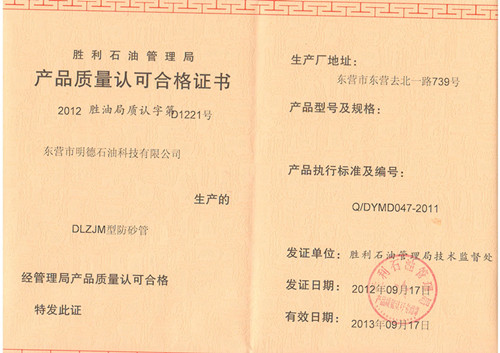 胜利石油管理局
产品质量认可合格证书
2012 胜油局质认字第D1221号
东营市明德石油科技有限公司
生产的
DLZJM型防砂管
经管理局产品质量认可合格
特发此证
生产厂地址:
东营市东营去北一路739号
产品型号及规格:
产品执行标准及编号:
Q/DYMD047-2011
发证单位: 胜利石油管理局技术监督处
发证日期: 2012年09月17日
有效日期:
2013年09月17日